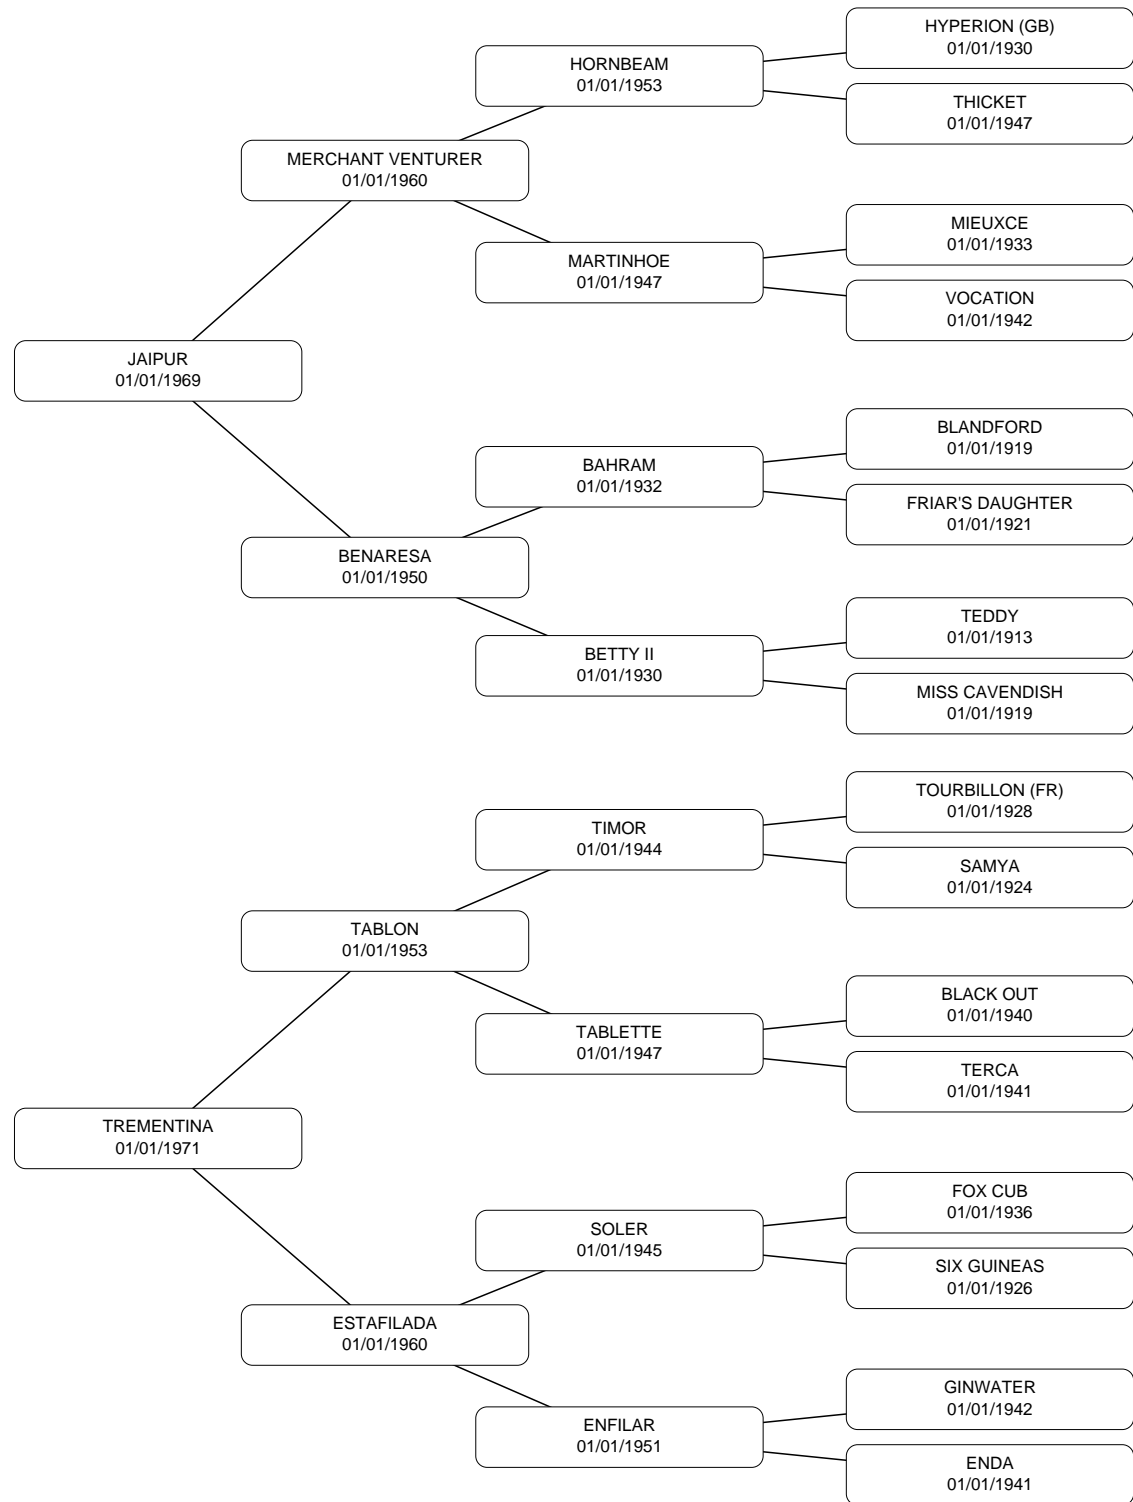 HYPERION (GB)
01/01/1930
HORNBEAM
01/01/1953
THICKET
01/01/1947
MERCHANT VENTURER
01/01/1960
MIEUXCE
01/01/1933
MARTINHOE
01/01/1947
VOCATION
01/01/1942
JAIPUR
01/01/1969
BLANDFORD
01/01/1919
BAHRAM
01/01/1932
FRIAR'S DAUGHTER
01/01/1921
BENARESA
01/01/1950
TEDDY
01/01/1913
BETTY II
01/01/1930
MISS CAVENDISH
01/01/1919
TOURBILLON (FR)
01/01/1928
TIMOR
01/01/1944
SAMYA
01/01/1924
TABLON
01/01/1953
BLACK OUT
01/01/1940
TABLETTE
01/01/1947
TERCA
01/01/1941
TREMENTINA
01/01/1971
FOX CUB
01/01/1936
SOLER
01/01/1945
SIX GUINEAS
01/01/1926
ESTAFILADA
01/01/1960
GINWATER
01/01/1942
ENFILAR
01/01/1951
ENDA
01/01/1941